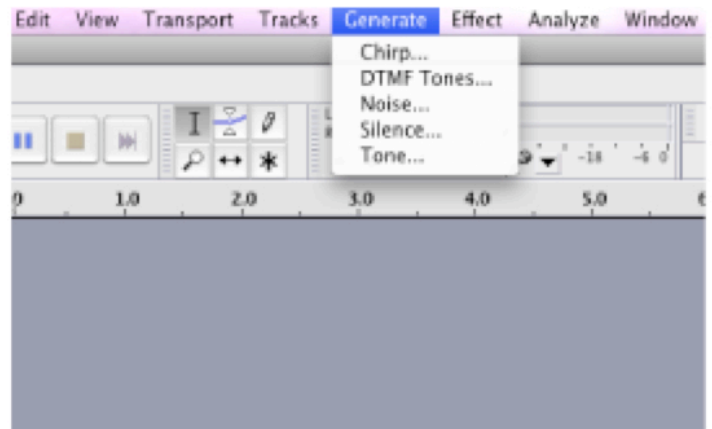 Edit View Transport Tracks Generate Effect Analyze Window
Chirp...
DTMF Tones...
Noise...
Silence...
Tone...
-18 -6 0
1.0 2.0 3.0 4.0 5.0